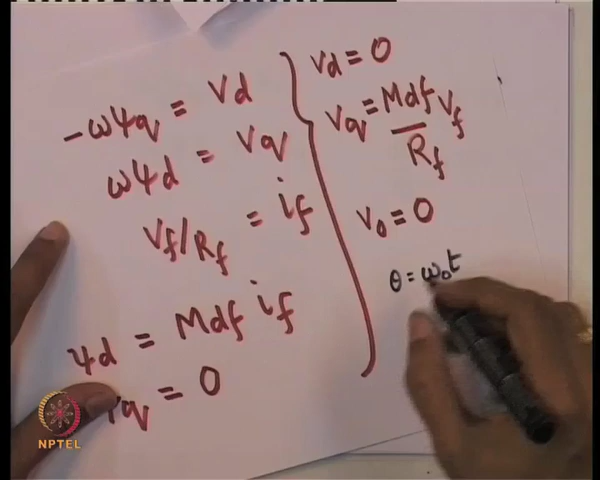 -ωψq = Vd
ωψd = Vq
Vf/Rf = if
ψd = Mdf if
ψq = 0
Vd = 0
Vq = Mdf/Rf Vf
V0 = 0
θ = ω0t
NPTEL